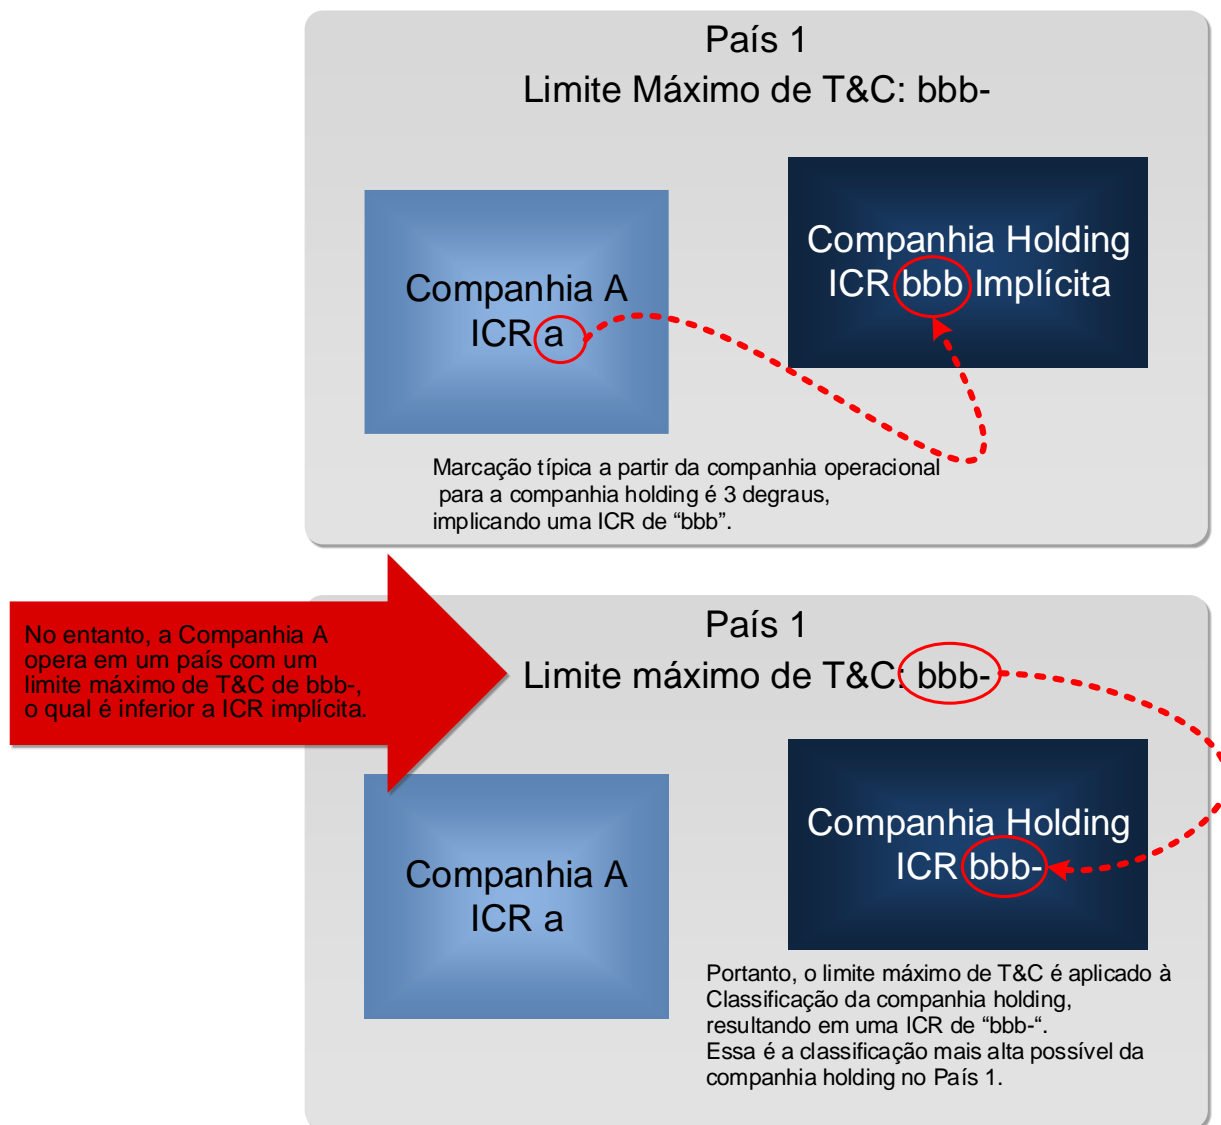 País 1
Limite Máximo de T&C: bbb-
Companhia A
ICR a
Companhia Holding
ICR bbb Implícita
Marcação típica a partir da companhia operacional
para a companhia holding é 3 degraus,
implicando uma ICR de “bbb”.
No entanto, a Companhia A
opera em um país com um
limite máximo de T&C de bbb-,
o qual é inferior a ICR implícita.
País 1
Limite máximo de T&C: bbb-
Companhia A
ICR a
Companhia Holding
ICR bbb-
Portanto, o limite máximo de T&C é aplicado à
Classificação da companhia holding,
resultando em uma ICR de “bbb-“.
Essa é a classificação mais alta possível da
companhia holding no País 1.